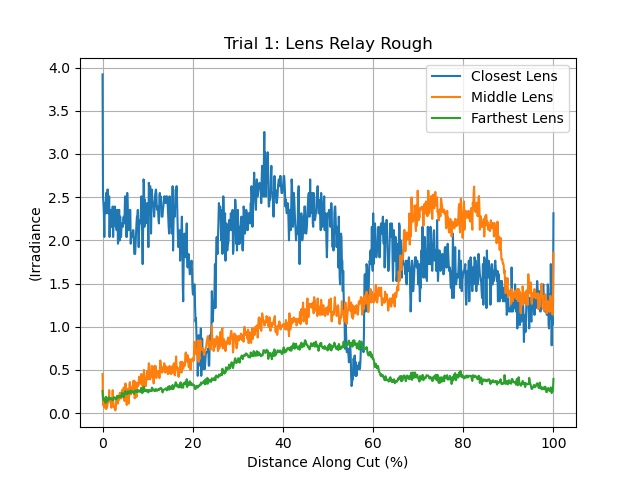 Trial 1: Lens Relay Rough
Closest Lens
Middle Lens
Farthest Lens
4.0
3.5
3.0
2.5
2.0
1.5
1.0
0.5
0.0
(Irradiance
0 20 40 60 80 100
Distance Along Cut (%)